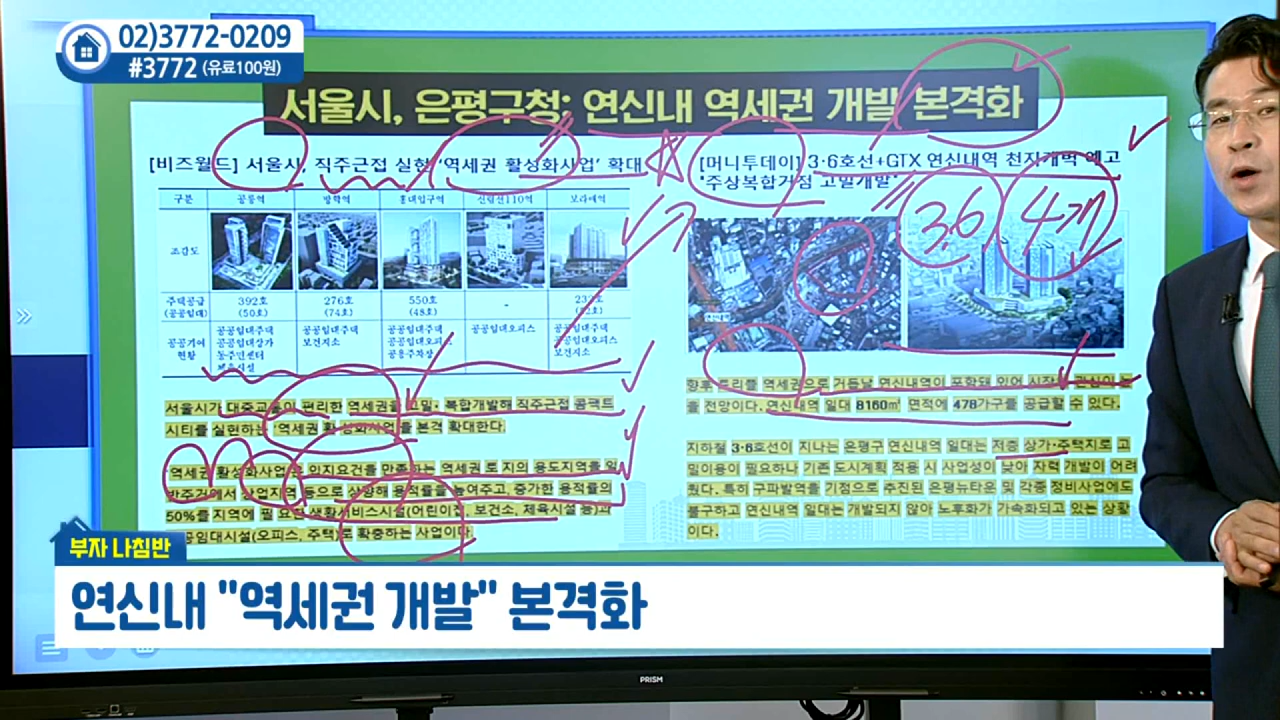 02)3772-0209
#3772 (유료100원)
서울시, 은평구청; 연신내 역세권 개발 본격화
[비즈월드] 서울시, 직주근접 실현 '역세권 활성화사업' 확대
구분 공릉역 방학역 홍대입구역 신림선110역 보라매역
조감도
주택공급 392호 276호 550호 -
(공공임대) (50호) (74호) (48호)
공공기여 공공임대주택 공공임대주택 공공임대주택 공공임대오피스 공공임대주택
현황 공공임대상가 보건지소 공공임대오피스 공공임대오피스
동주민센터 공용주차장 보건지소
체육시설
서울시가 대중교통이 편리한 역세권을 고밀·복합개발해 직주근접 콤팩트
시티를 실현하는 '역세권 활성화사업'을 본격 확대한다.
역세권 활성화사업은 입지요건을 만족하는 역세권 토지의 용도지역을 일
반주거에서 상업지역 등으로 상향해 용적률을 높여주고, 증가한 용적률의
50%를 지역에 필요한 생활서비스시설(어린이집, 보건소, 체육시설 등)과
공임대시설(오피스, 주택)로 확충하는 사업이다.
[머니투데이] 3·6호선+GTX 연신내역 천지개벽 예고
"주상복합거점 고밀개발"
3.6 4개
향후 트리플 역세권으로 거듭날 연신내역이 포함돼 있어 시장의 관심이
를 전망이다. 연신내역 일대 8160㎡ 면적에 478가구를 공급할 수 있다.
지하철 3·6호선이 지나는 은평구 연신내역 일대는 저층 상가·주택지로 고
밀이용이 필요하나 기존 도시계획 적용 시 사업성이 낮아 자력 개발이 어려
웠다. 특히 구파발역을 기점으로 추진된 은평뉴타운 각종 정비사업에도
불구하고 연신내역 일대는 개발되지 않아 노후화가 가속화되고 있는 상황
이다.
부자 나침반
연신내 "역세권 개발" 본격화
PRISM